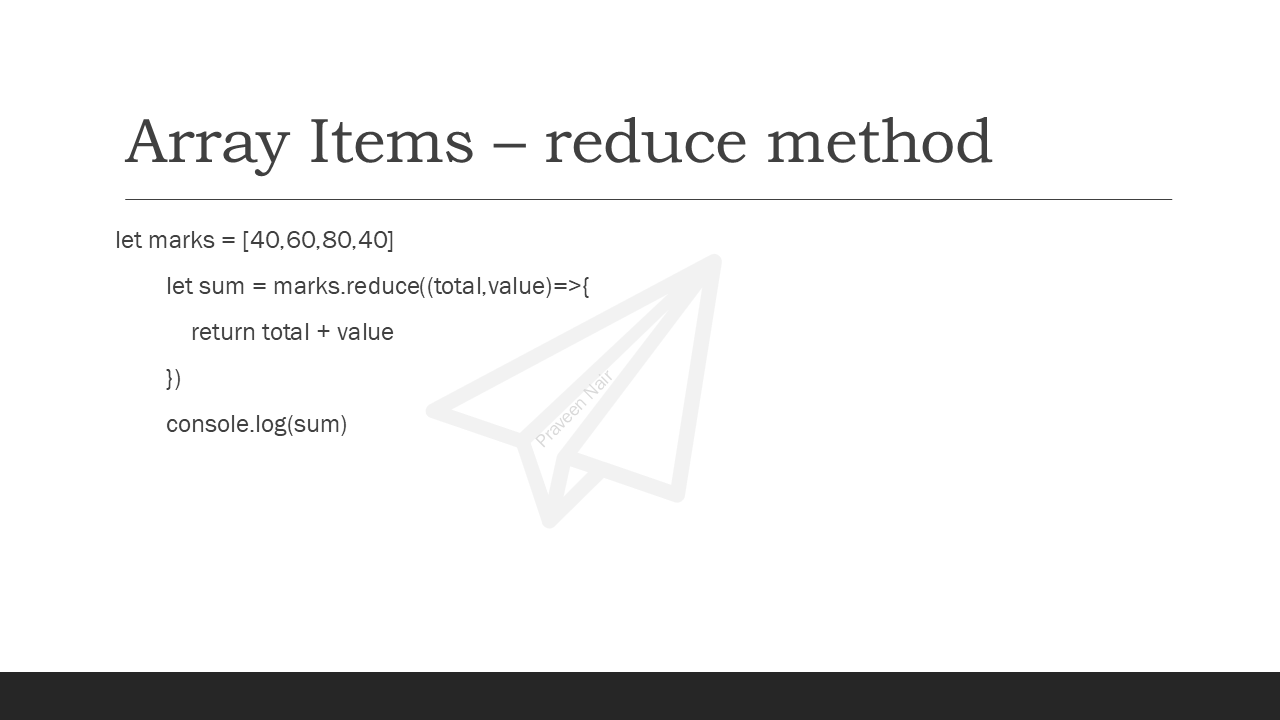 Array Items – reduce method
let marks = [40,60,80,40]
let sum = marks.reduce((total,value)=>{
return total + value
})
console.log(sum)
Praveen Nair